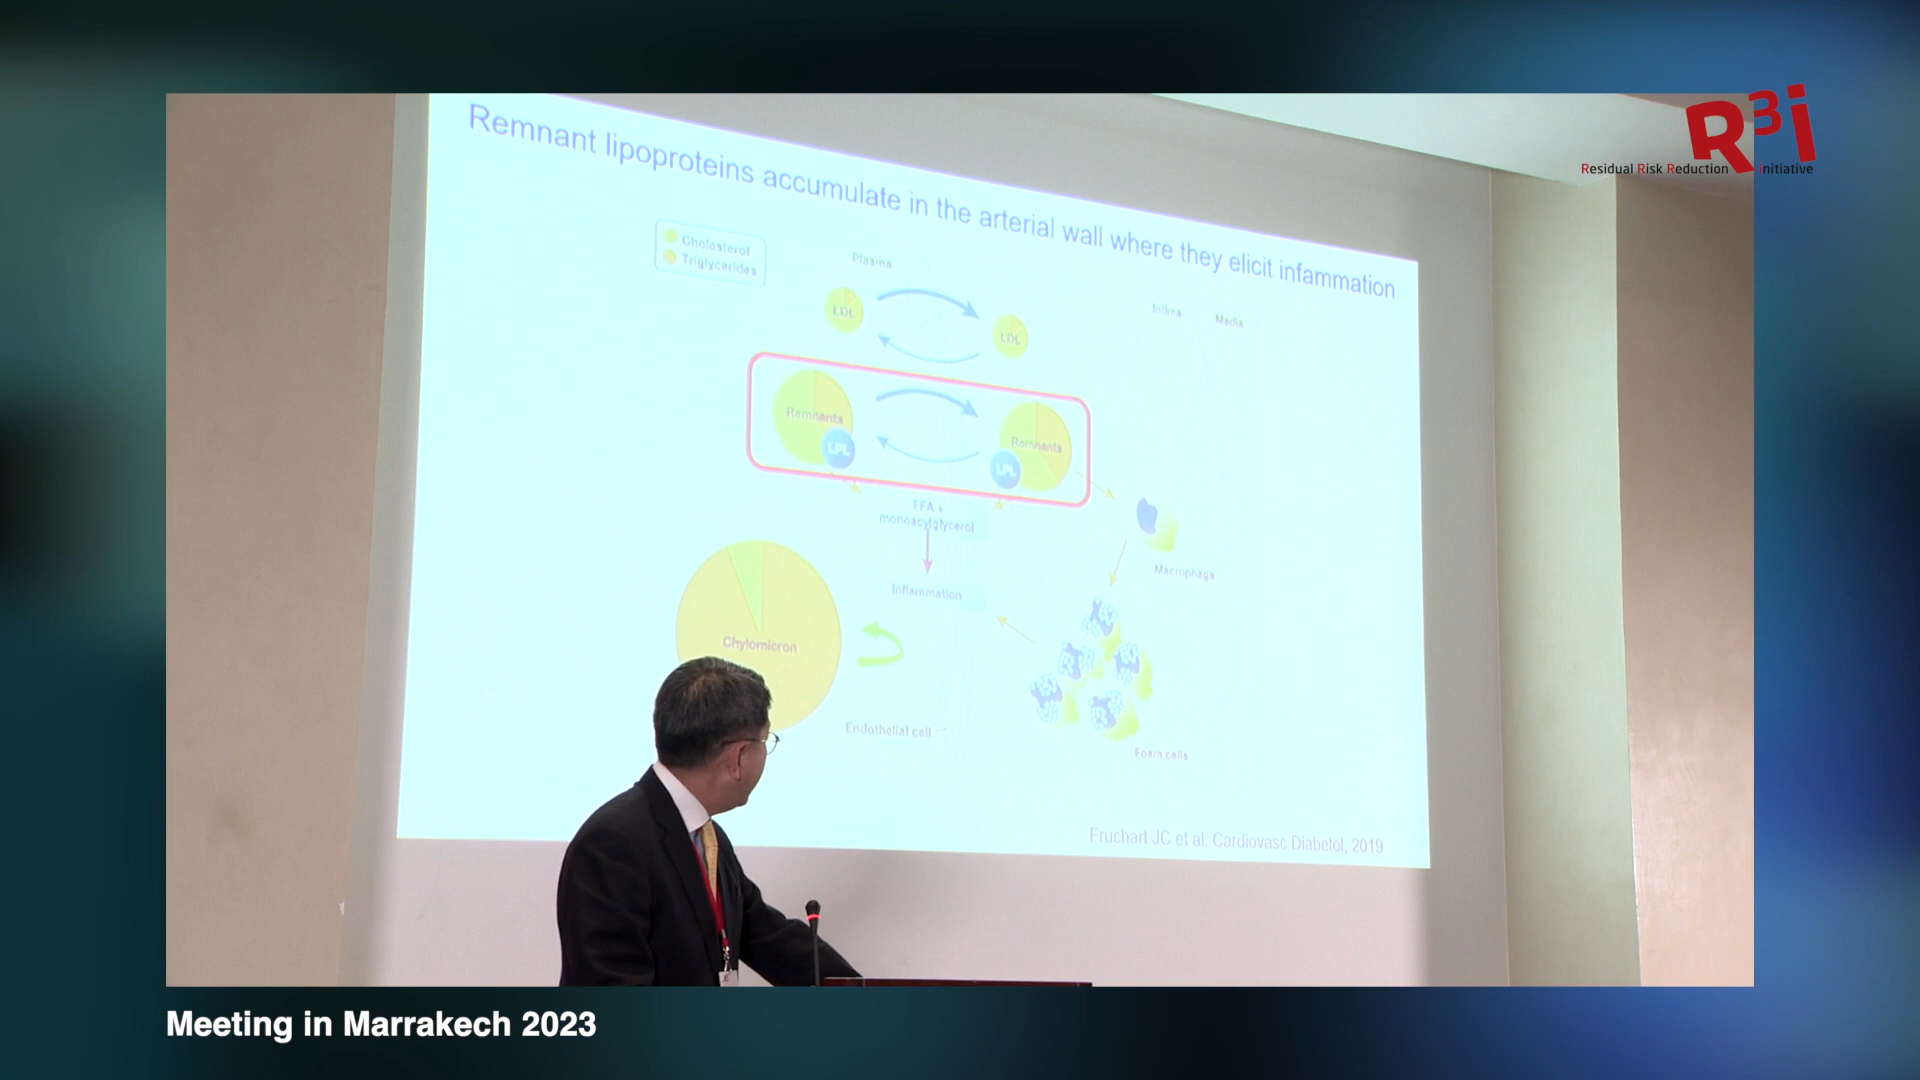 R3i
Residual Risk Reduction initiative
Remnant lipoproteins accumulate in the arterial wall where they elicit infammation
Cholesterol
Triglycerides
Plasma
Intima
Media
LDL
LDL
Remnants
LPL
Remnants
LPL
FFA +
monoacylglycerol
Macrophage
Inflammation
Chylomicron
Endothelial cell
Foam cells
Fruchart JC et al. Cardiovasc Diabetol, 2019
Meeting in Marrakech 2023